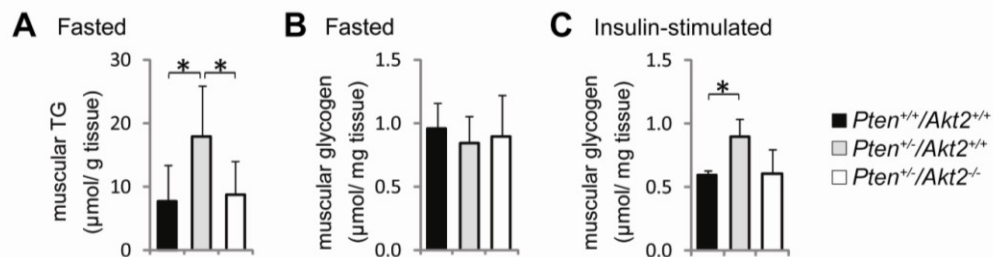 A Fasted
muscular TG
(μmol/ g tissue)
30
20
10
0
* *
B Fasted
muscular glycogen
(μmol/ mg tissue)
1.5
1.0
0.5
0.0
C Insulin-stimulated
muscular glycogen
(μmol/ mg tissue)
1.5
1.0
0.5
0.0
*
Pten+/+/Akt2+/+
Pten+/-/Akt2+/+
Pten+/-/Akt2-/-